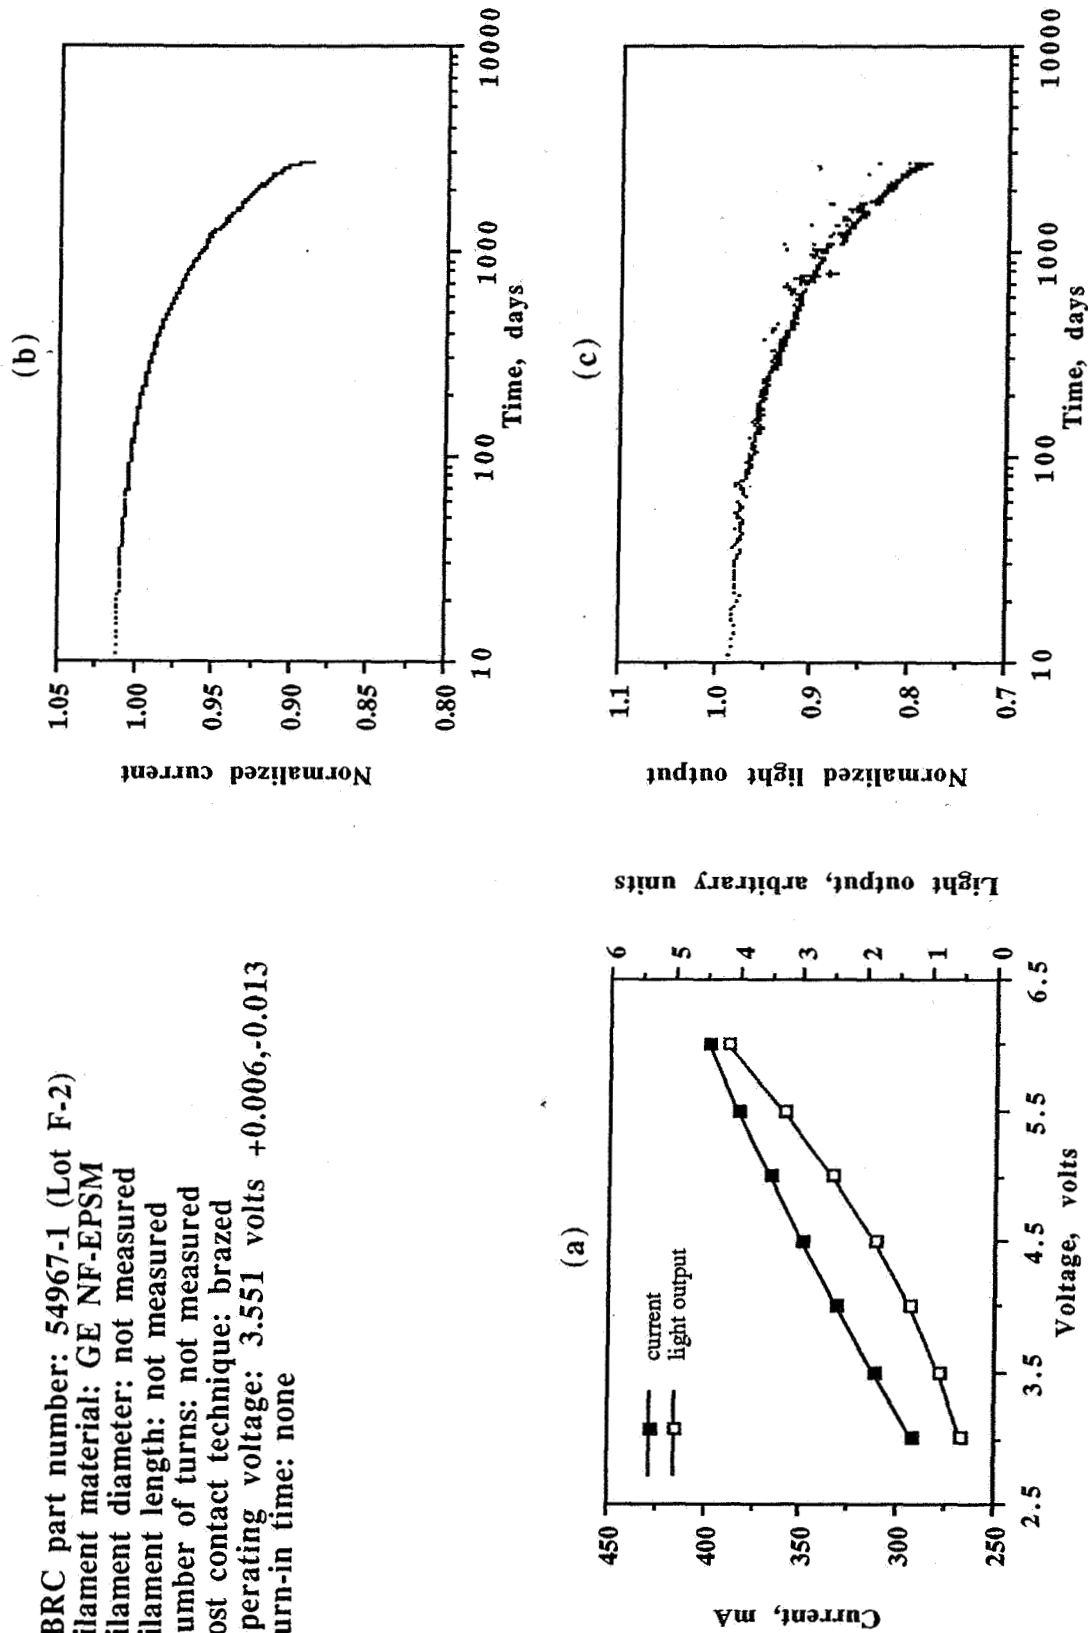 BRC part number: 54967-1 (Lot F-2)
ilament material: GE NF-EPSM
ilament diameter: not measured
ilament length: not measured
umber of turns: not measured
ost contact technique: brazed
perating voltage: 3.551 volts +0.006,-0.013
urn-in time: none
(a)
Current, mA
450
400
350
300
250
current
light output
6
5
4
3
2
1
0
Light output, arbitrary units
2.5
3.5
4.5
5.5
6.5
Voltage, volts
(b)
Normalized current
1.05
1.00
0.95
0.90
0.85
0.80
10
100
1000
10000
Time, days
(c)
Normalized light output
1.1
1.0
0.9
0.8
0.7
10
100
1000
10000
Time, days